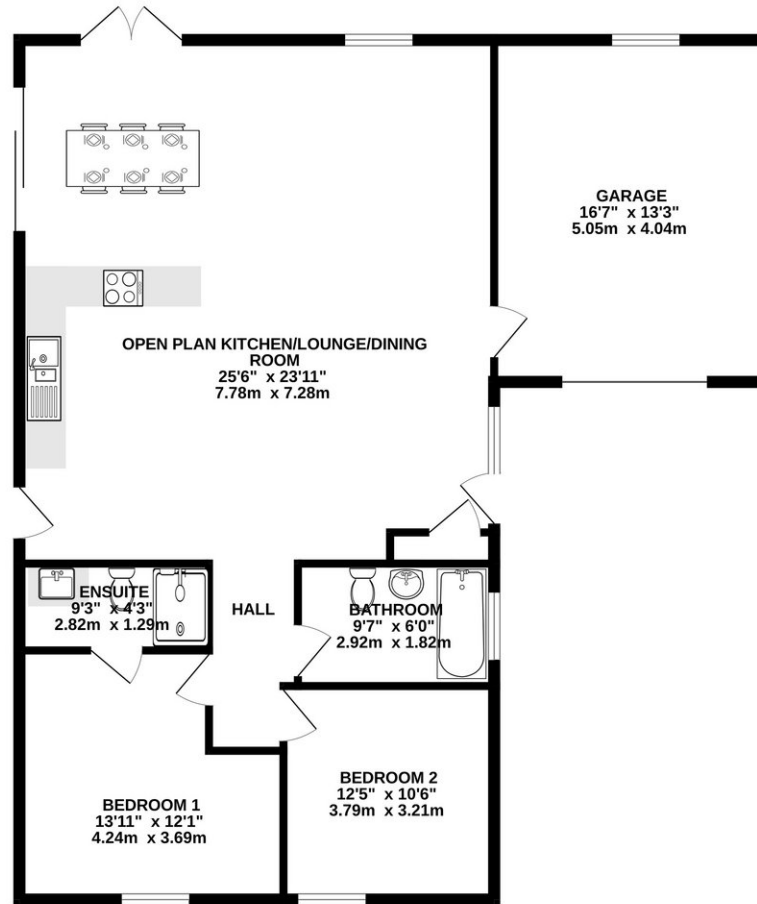 GARAGE
16'7" x 13'3"
5.05m x 4.04m
OPEN PLAN KITCHEN/LOUNGE/DINING
ROOM
25'6" x 23'11"
7.78m x 7.28m
ENSUITE
9'3" x 4'3"
2.82m x 1.29m
HALL
BATHROOM
9'7" x 6'0"
2.92m x 1.82m
BEDROOM 1
13'11" x 12'1"
4.24m x 3.69m
BEDROOM 2
12'5" x 10'6"
3.79m x 3.21m